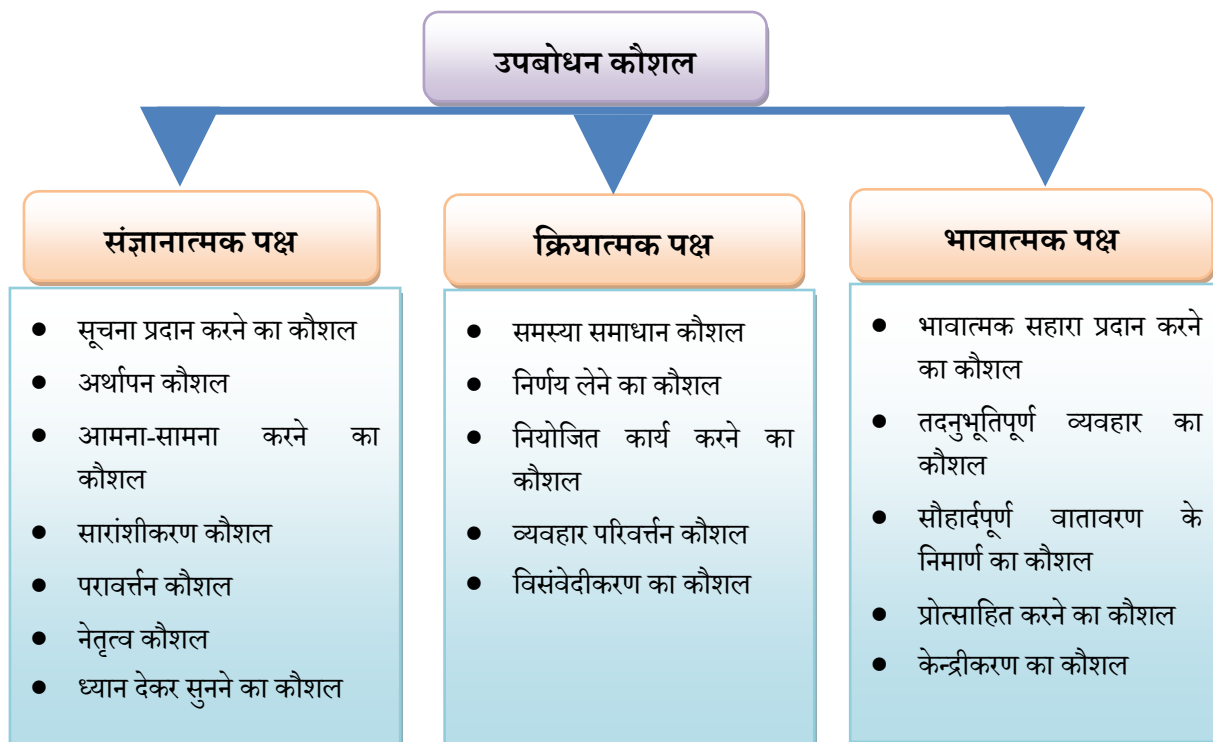 उपबोधन कौशल
संज्ञानात्मक पक्ष
सूचना प्रदान करने का कौशल
अर्थापन कौशल
आमना-सामना करने का
कौशल
सारांशीकरण कौशल
परावर्त्तन कौशल
नेतृत्व कौशल
ध्यान देकर सुनने का कौशल
क्रियात्मक पक्ष
समस्या समाधान कौशल
निर्णय लेने का कौशल
नियोजित कार्य करने का
कौशल
व्यवहार परिवर्त्तन कौशल
विसंवेदीकरण का कौशल
भावात्मक पक्ष
भावात्मक सहारा प्रदान करने
का कौशल
तदनुभूतिपूर्ण व्यवहार का
कौशल
सौहार्दपूर्ण वातावरण के
निमार्ण का कौशल
प्रोत्साहित करने का कौशल
केन्द्रीकरण का कौशल